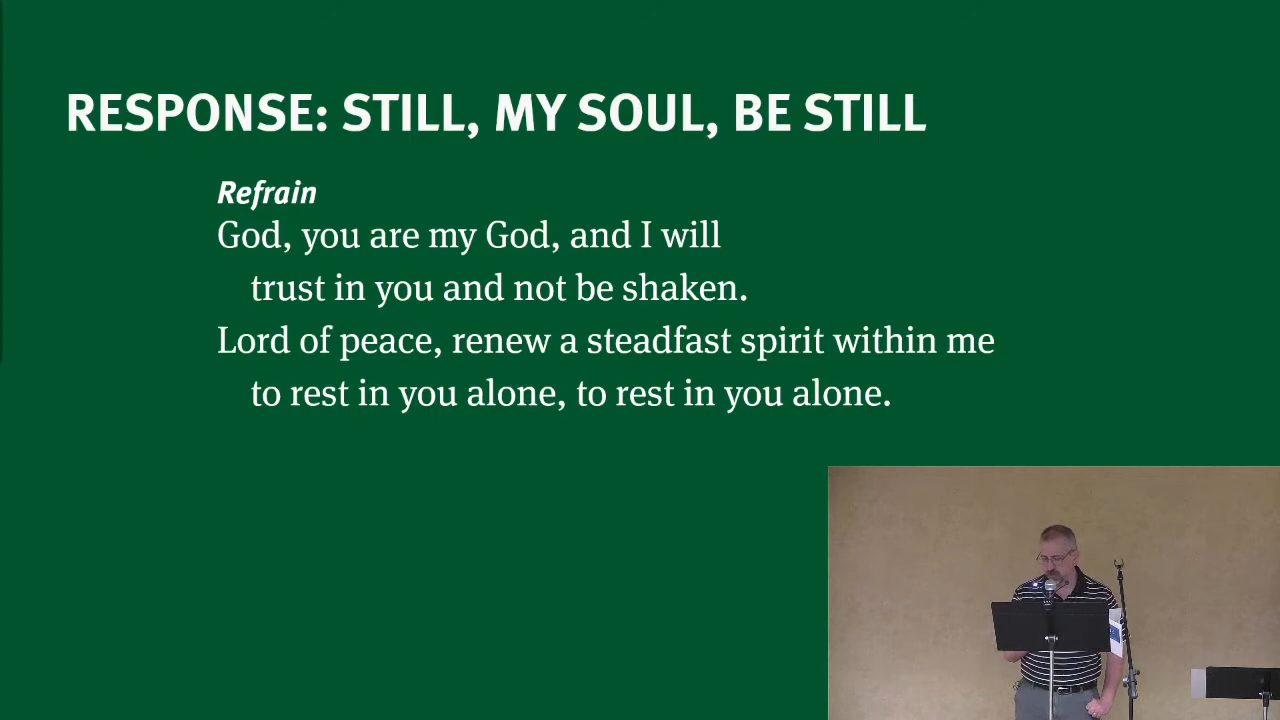 RESPONSE: STILL, MY SOUL, BE STILL
Refrain
God, you are my God, and I will
trust in you and not be shaken.
Lord of peace, renew a steadfast spirit within me
to rest in you alone, to rest in you alone.